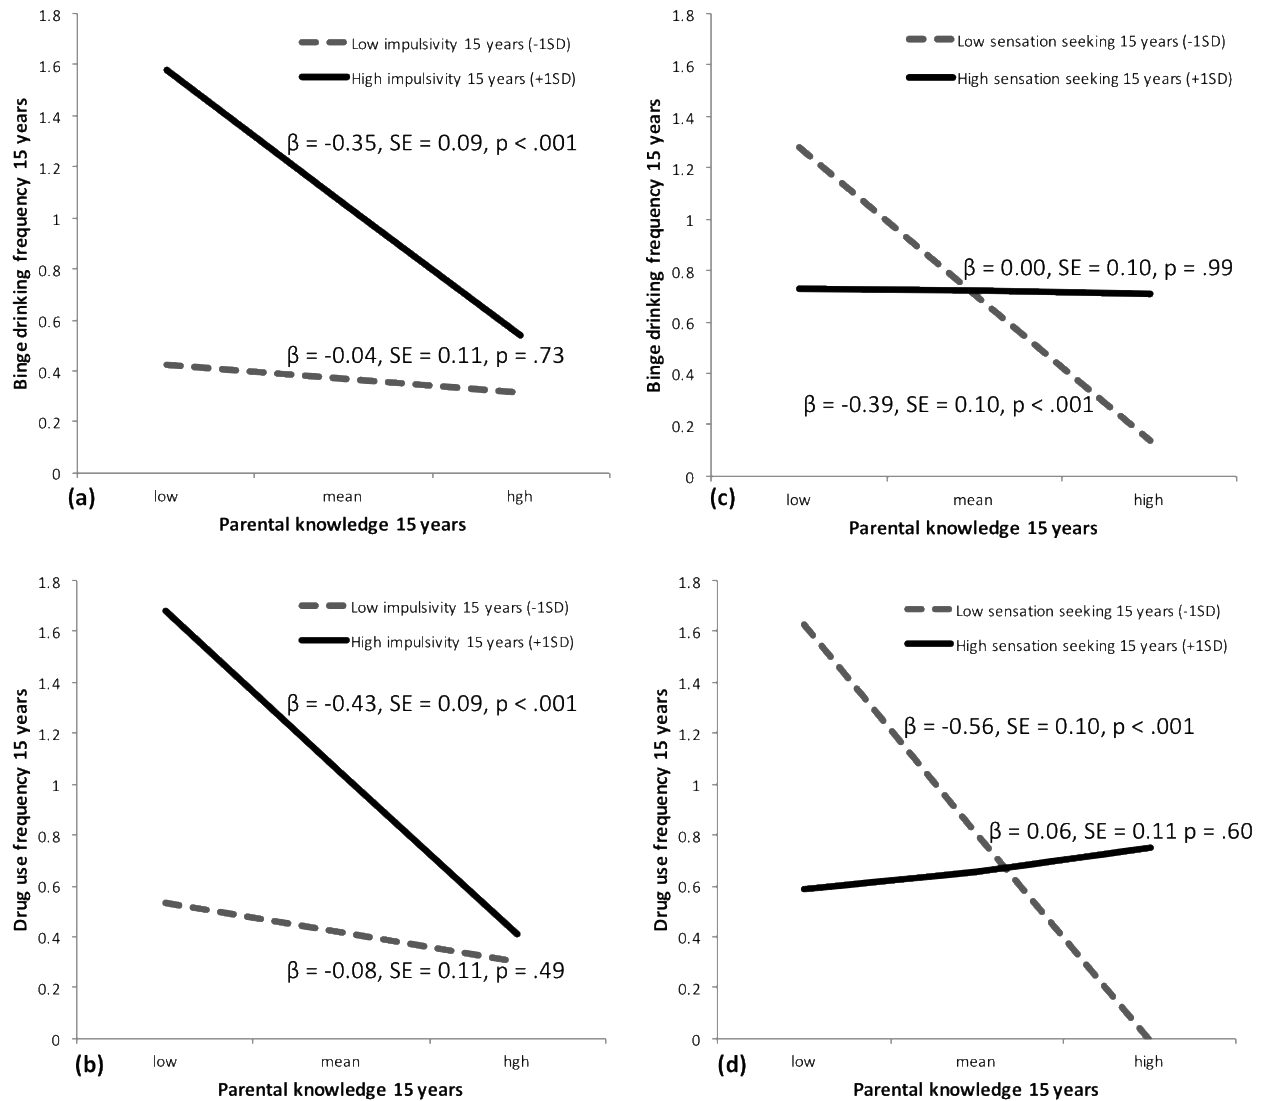 1.8
1.6
1.4
1.2
1
0.8
0.6
0.4
0.2
0
Binge drinking frequency 15 years
Low impulsivity 15 years (-1SD)
High impulsivity 15 years (+1SD)
β = -0.35, SE = 0.09, p < .001
β = -0.04, SE = 0.11, p = .73
(a)
low mean hgh
Parental knowledge 15 years
1.8
1.6
1.4
1.2
1
0.8
0.6
0.4
0.2
0
Binge drinking frequency 15 years
Low sensation seeking 15 years (-1SD)
High sensation seeking 15 years (+1SD)
β = 0.00, SE = 0.10, p = .99
β = -0.39, SE = 0.10, p < .001
(c)
low mean high
Parental knowledge 15 years
1.8
1.6
1.4
1.2
1
0.8
0.6
0.4
0.2
0
Drug use frequency 15 years
Low impulsivity 15 years (-1SD)
High impulsivity 15 years (+1SD)
β = -0.43, SE = 0.09, p < .001
β = -0.08, SE = 0.11, p = .49
(b)
low mean hgh
Parental knowledge 15 years
1.8
1.6
1.4
1.2
1
0.8
0.6
0.4
0.2
0
Drug use frequency 15 years
Low sensation seeking 15 years (-1SD)
High sensation seeking 15 years (+1SD)
β = -0.56, SE = 0.10, p < .001
β = 0.06, SE = 0.11 p = .60
(d)
low mean high
Parental knowledge 15 years